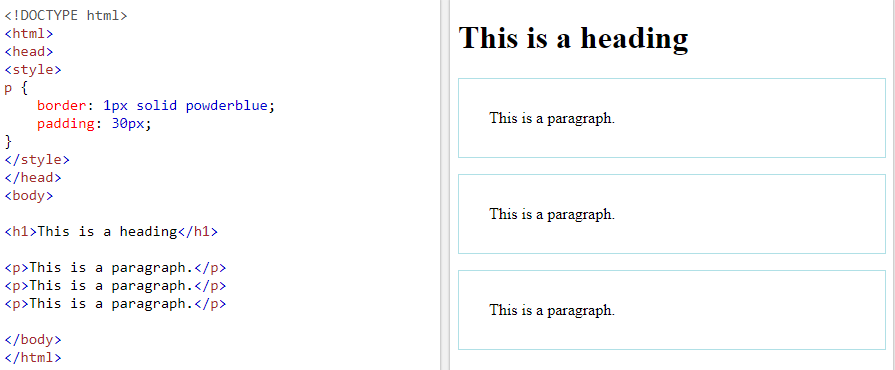 <!DOCTYPE html>
<html>
<head>
<style>
p {
    border: 1px solid powderblue;
    padding: 30px;
}
</style>
</head>
<body>

<h1>This is a heading</h1>

<p>This is a paragraph.</p>
<p>This is a paragraph.</p>
<p>This is a paragraph.</p>

</body>
</html>
This is a heading
This is a paragraph.
This is a paragraph.
This is a paragraph.